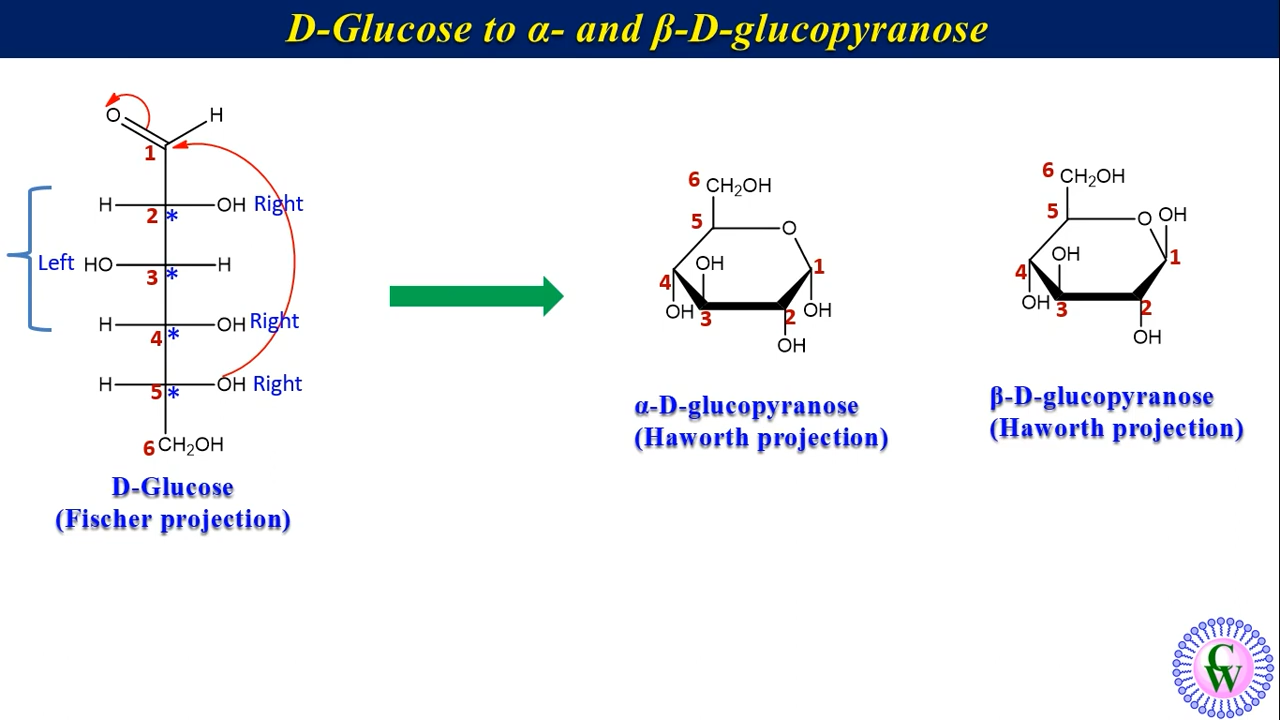 D-Glucose to α- and β-D-glucopyranose
O H
1
H OH Right
2 *
Left HO H
3 *
H OH Right
4 *
H OH Right
5 *
6 CH₂OH
D-Glucose
(Fischer projection)
6 CH₂OH
5 O
OH 1
4
OH 3 2 OH
OH
α-D-glucopyranose
(Haworth projection)
6 CH₂OH
5 O OH
OH 1
4
OH 3 2
OH
β-D-glucopyranose
(Haworth projection)
C
W